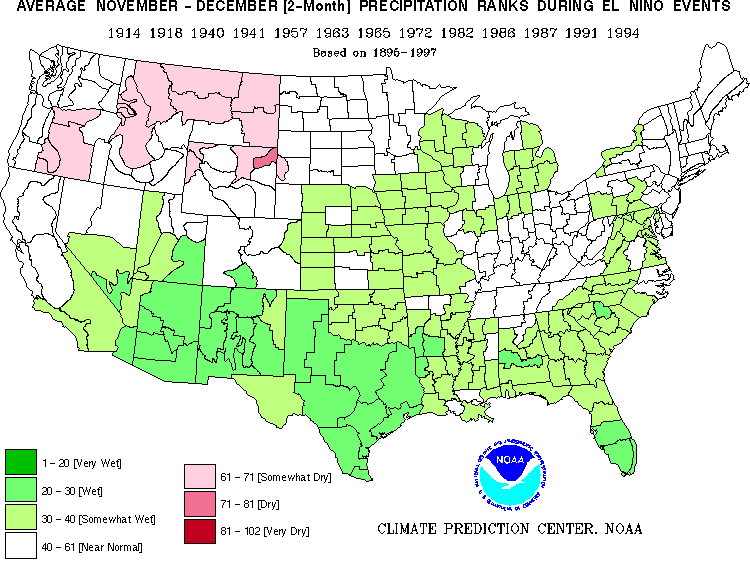 AVERAGE NOVEMBER - DECEMBER [2-Month] PRECIPITATION RANKS DURING EL NINO EVENTS
1914 1918 1940 1941 1957 1963 1965 1972 1982 1986 1987 1991 1994
Based on 1895-1997
1 - 20 [Very Wet]
20 - 30 [Wet]
30 - 40 [Somewhat Wet]
40 - 61 [Near Normal]
61 - 71 [Somewhat Dry]
71 - 81 [Dry]
81 - 102 [Very Dry]
NOAA
CLIMATE PREDICTION CENTER. NOAA